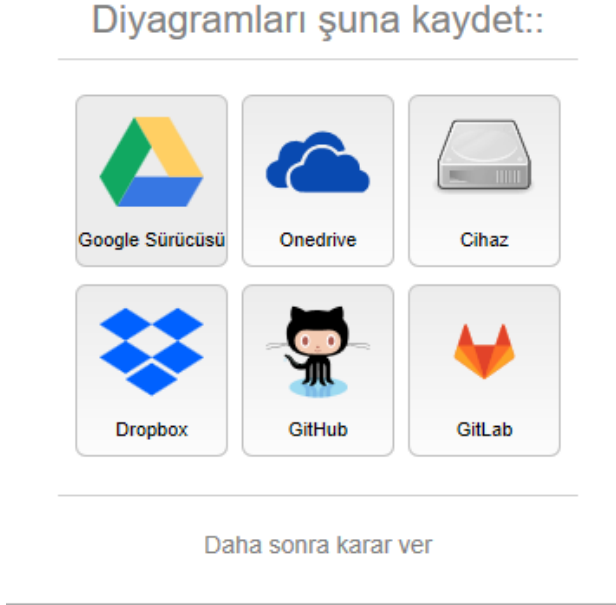 Diyagramları şuna kaydet::
Google Sürücüsü
Onedrive
Cihaz
Dropbox
GitHub
GitLab
Daha sonra karar ver